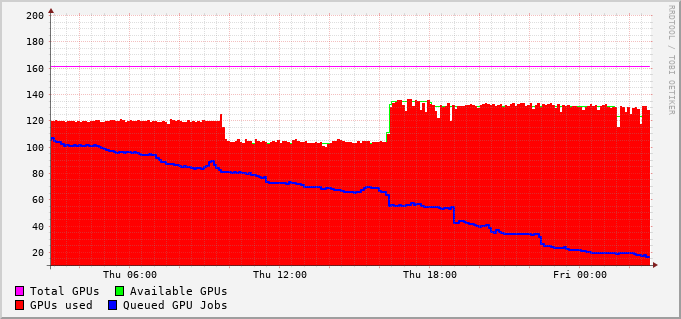 200
180
160
140
120
100
80
60
40
20
Thu 06:00 Thu 12:00 Thu 18:00 Fri 00:00
Total GPUs Available GPUs
GPUs used Queued GPU Jobs
RRDTOOL / TOBI OETIKER